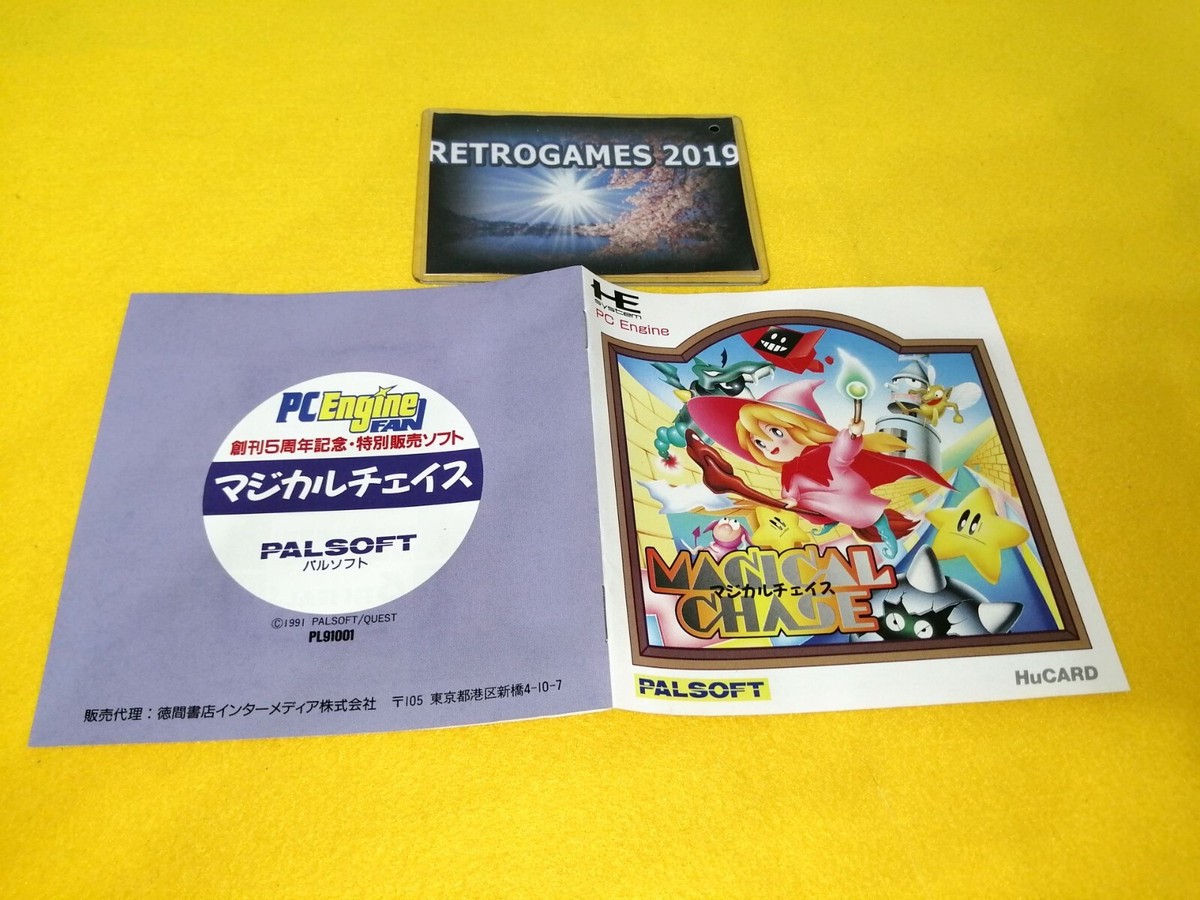 RETROGAMES 2019
PC Engine
FAN
創刊5周年記念・特別販売ソフト
マジカルチェイス
PALSOFT
パルソフト
©1991 PALSOFT/QUEST
PL91001
販売代理：徳間書店インターメディア株式会社 〒105 東京都港区新橋4-10-7
HE
system
PC Engine
MAGICAL
マジカルチェイス
CHASE
PALSOFT
HuCARD